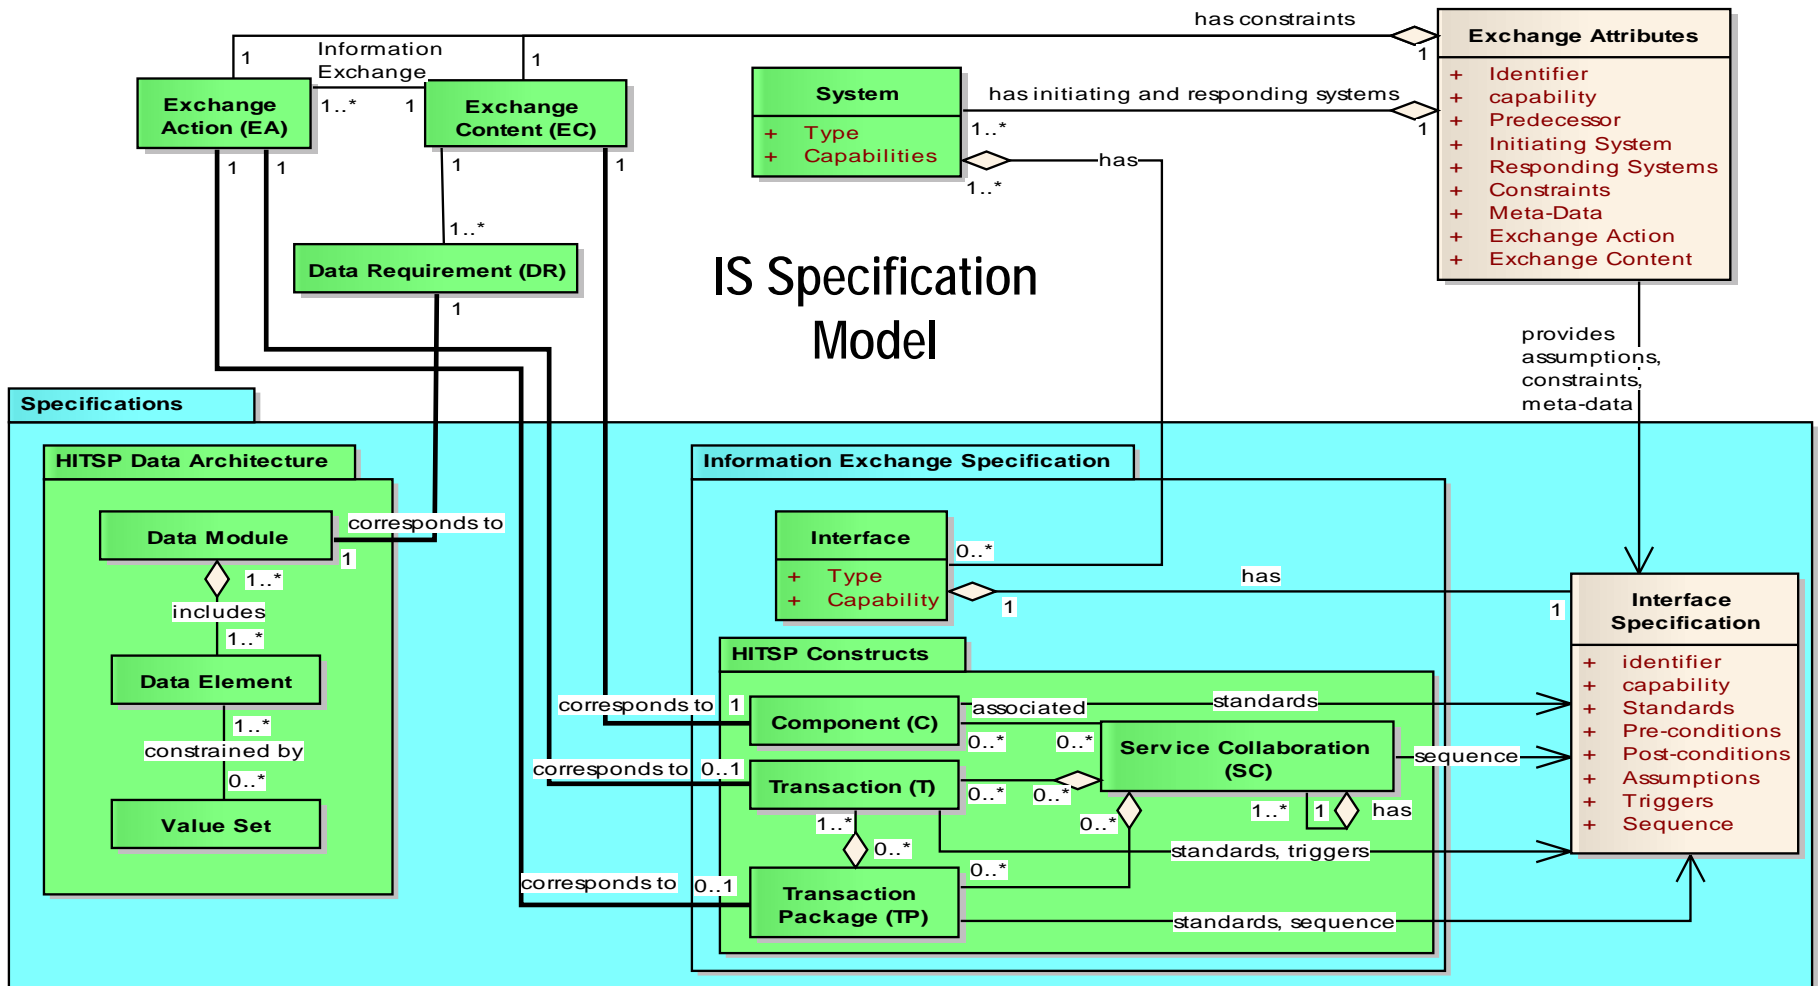 has constraints
1
1
1
Information
Exchange
1..*
1
Exchange
Action (EA)
1
1
Exchange
Content (EC)
1
1
System
+ Type
+ Capabilities
has initiating and responding systems
1..*
1
has
1..*
Exchange Attributes
+ Identifier
+ capability
+ Predecessor
+ Initiating System
+ Responding Systems
+ Constraints
+ Meta-Data
+ Exchange Action
+ Exchange Content
1..*
Data Requirement (DR)
1
IS Specification
Model
provides
assumptions,
constraints,
meta-data
Specifications
HITSP Data Architecture
Data Module
corresponds to
1
1..*
includes
1..*
Data Element
1..*
constrained by
0..*
Value Set
Information Exchange Specification
Interface
+ Type
+ Capability
0..*
has
1
1
HITSP Constructs
corresponds to
1
Component (C)
associated
0..*
0..*
standards
Service Collaboration
(SC)
sequence
corresponds to
0..1
Transaction (T)
0..*
0..*
1..*
1
has
0..*
1..*
0..*
standards, triggers
corresponds to
0..1
Transaction
Package (TP)
0..*
standards, sequence
Interface
Specification
+ identifier
+ capability
+ Standards
+ Pre-conditions
+ Post-conditions
+ Assumptions
+ Triggers
+ Sequence